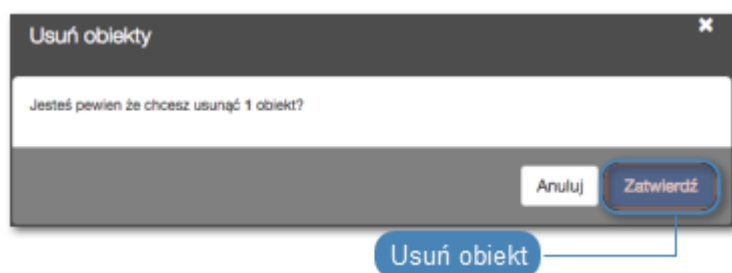 Usuń obiekty
Jesteś pewien że chcesz usunąć 1 obiekt?
Anuluj Zatwierdź
Usuń obiekt